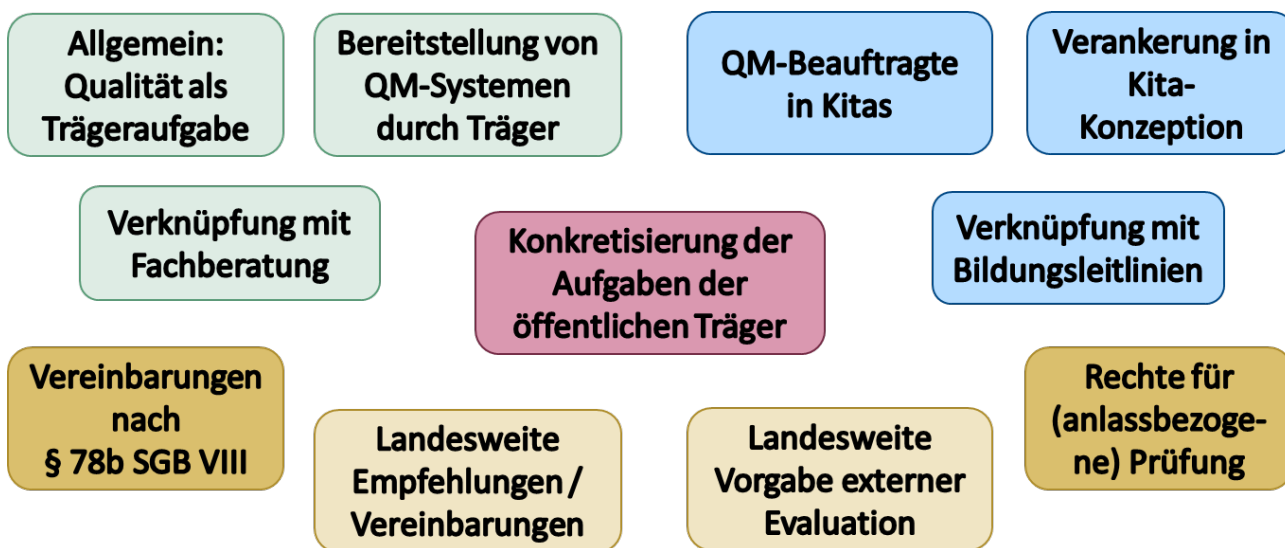 Allgemein:
Qualität als
Trägeraufgabe
Bereitstellung von
QM-Systemen
durch Träger
QM-Beauftragte
in Kitas
Verankerung in
Kita-
Konzeption
Verknüpfung mit
Fachberatung
Konkretisierung der
Aufgaben der
öffentlichen Träger
Verknüpfung mit
Bildungsleitlinien
Vereinbarungen
nach
§ 78b SGB VIII
Landesweite
Empfehlungen /
Vereinbarungen
Landesweite
Vorgabe externer
Evaluation
Rechte für
(anlassbezoge-
ne) Prüfung